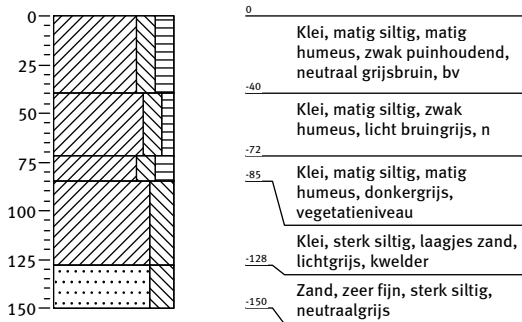 0
25
50
75
100
125
150
0
Klei, matig siltig, matig
humeus, zwak puinhoudend,
neutraal grijsbruin, bv
-40
Klei, matig siltig, zwak
humeus, licht bruingrijs, n
-72
Klei, matig siltig, matig
humeus, donkergrijs,
vegetatieniveau
-85
Klei, sterk siltig, laagjes zand,
lichtgrijs, kwelder
-128
Zand, zeer fijn, sterk siltig,
neutraalgrijs
-150